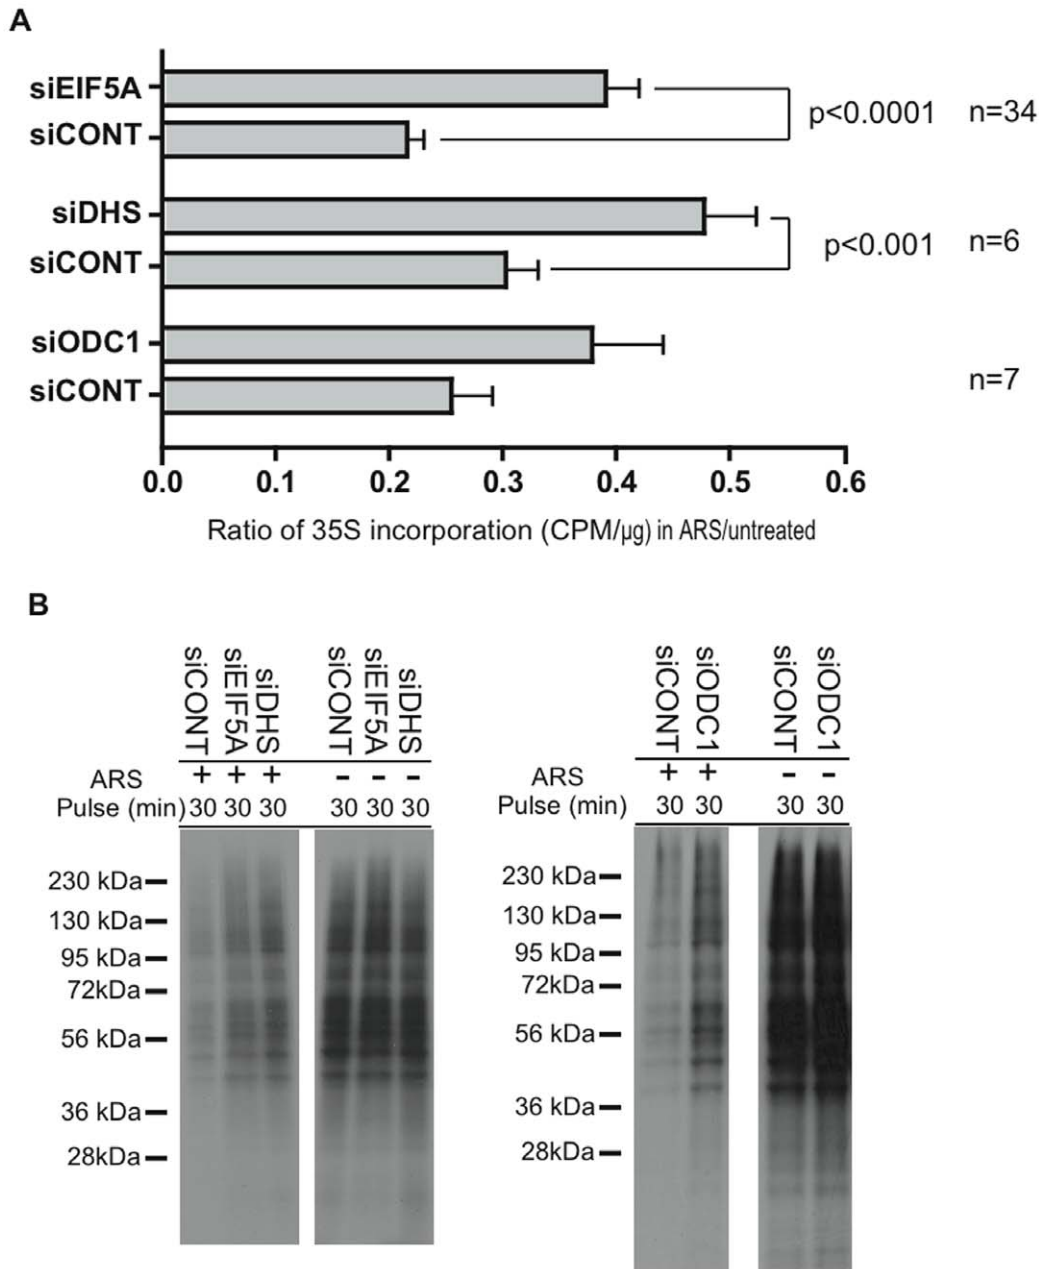 A
siEIF5A
siCONT
p<0.0001 n=34
siDHS
siCONT
p<0.001 n=6
siODC1
siCONT
n=7
0.0 0.1 0.2 0.3 0.4 0.5 0.6
Ratio of 35S incorporation (CPM/µg) in ARS/untreated
B
siCONT siEIF5A siDHS siCONT siEIF5A siDHS
ARS + + + - - -
Pulse (min) 30 30 30 30 30 30
230 kDa
130 kDa
95 kDa
72kDa
56 kDa
36 kDa
28kDa
siCONT siODC1 siCONT siODC1
ARS + + - -
Pulse (min) 30 30 30 30
230 kDa
130 kDa
95 kDa
72kDa
56 kDa
36 kDa
28kDa